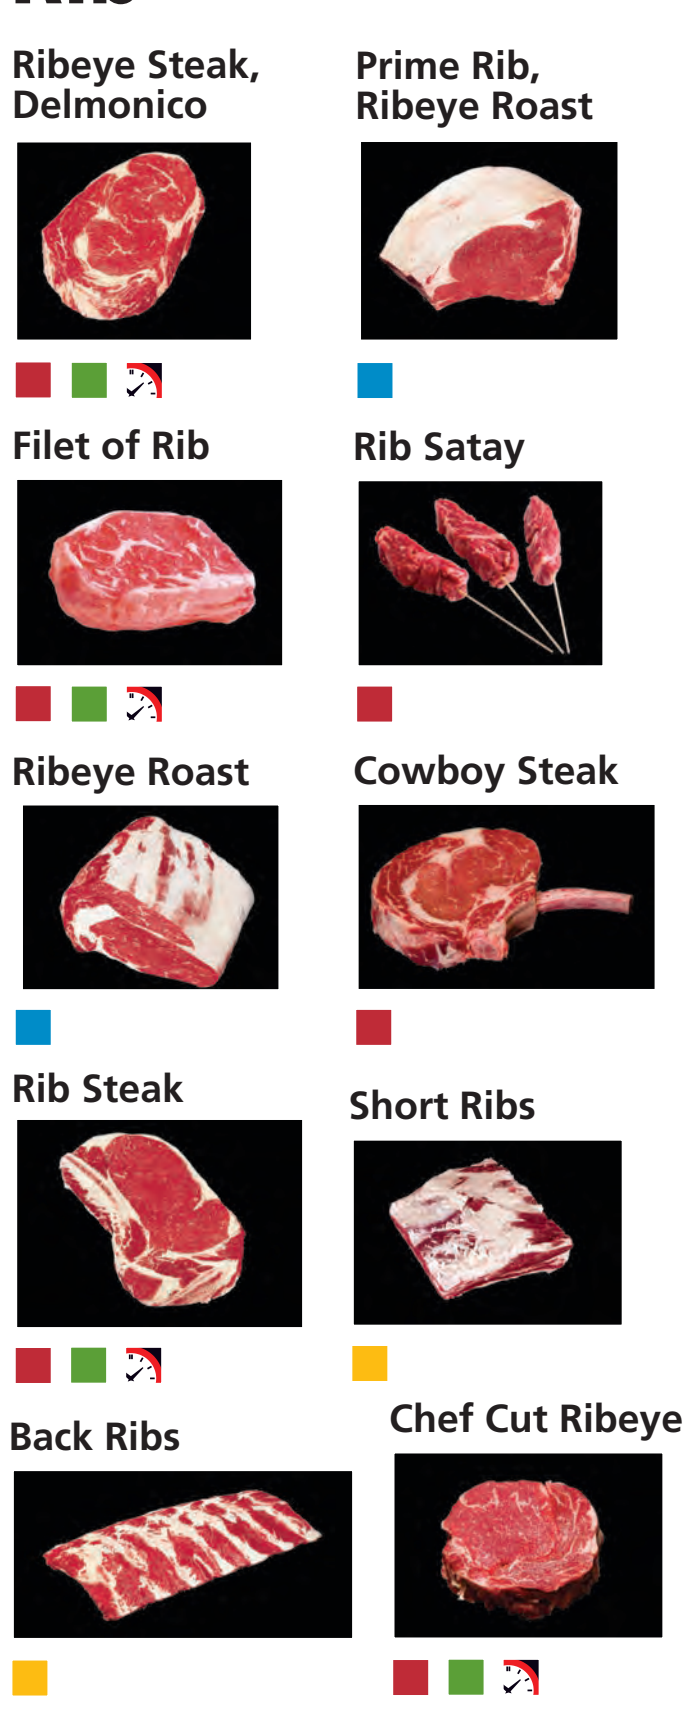 Rib
Ribeye Steak,
Delmonico
Prime Rib,
Ribeye Roast
Filet of Rib
Rib Satay
Ribeye Roast
Cowboy Steak
Rib Steak
Short Ribs
Back Ribs
Chef Cut Ribeye